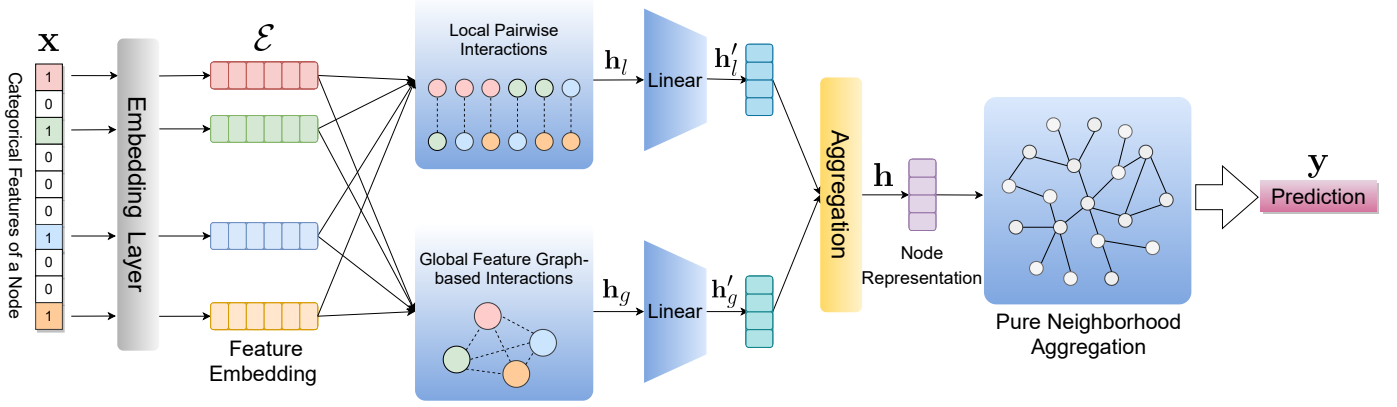 x
Categorical Features of a Node
1
0
1
0
0
0
1
0
0
1
Embedding Layer
ℰ
Feature
Embedding
Local Pairwise
Interactions
Global Feature Graph-
based Interactions
h_l
Linear
h'_l
h_g
Linear
h'_g
Aggregation
h
Node
Representation
Pure Neighborhood
Aggregation
y
Prediction